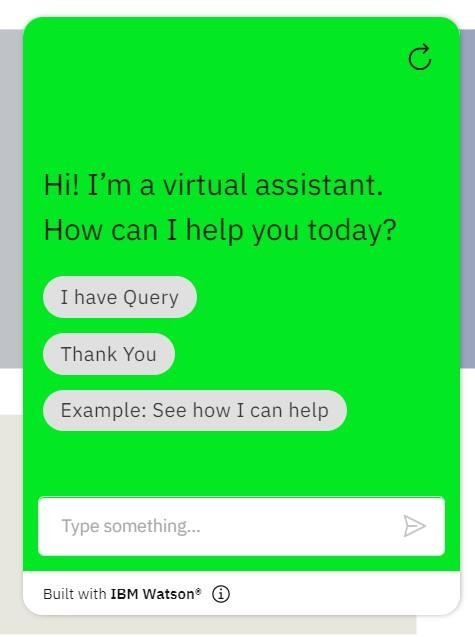 Hi! I’m a virtual assistant.
How can I help you today?
I have Query
Thank You
Example: See how I can help
Type something...
Built with IBM Watson®